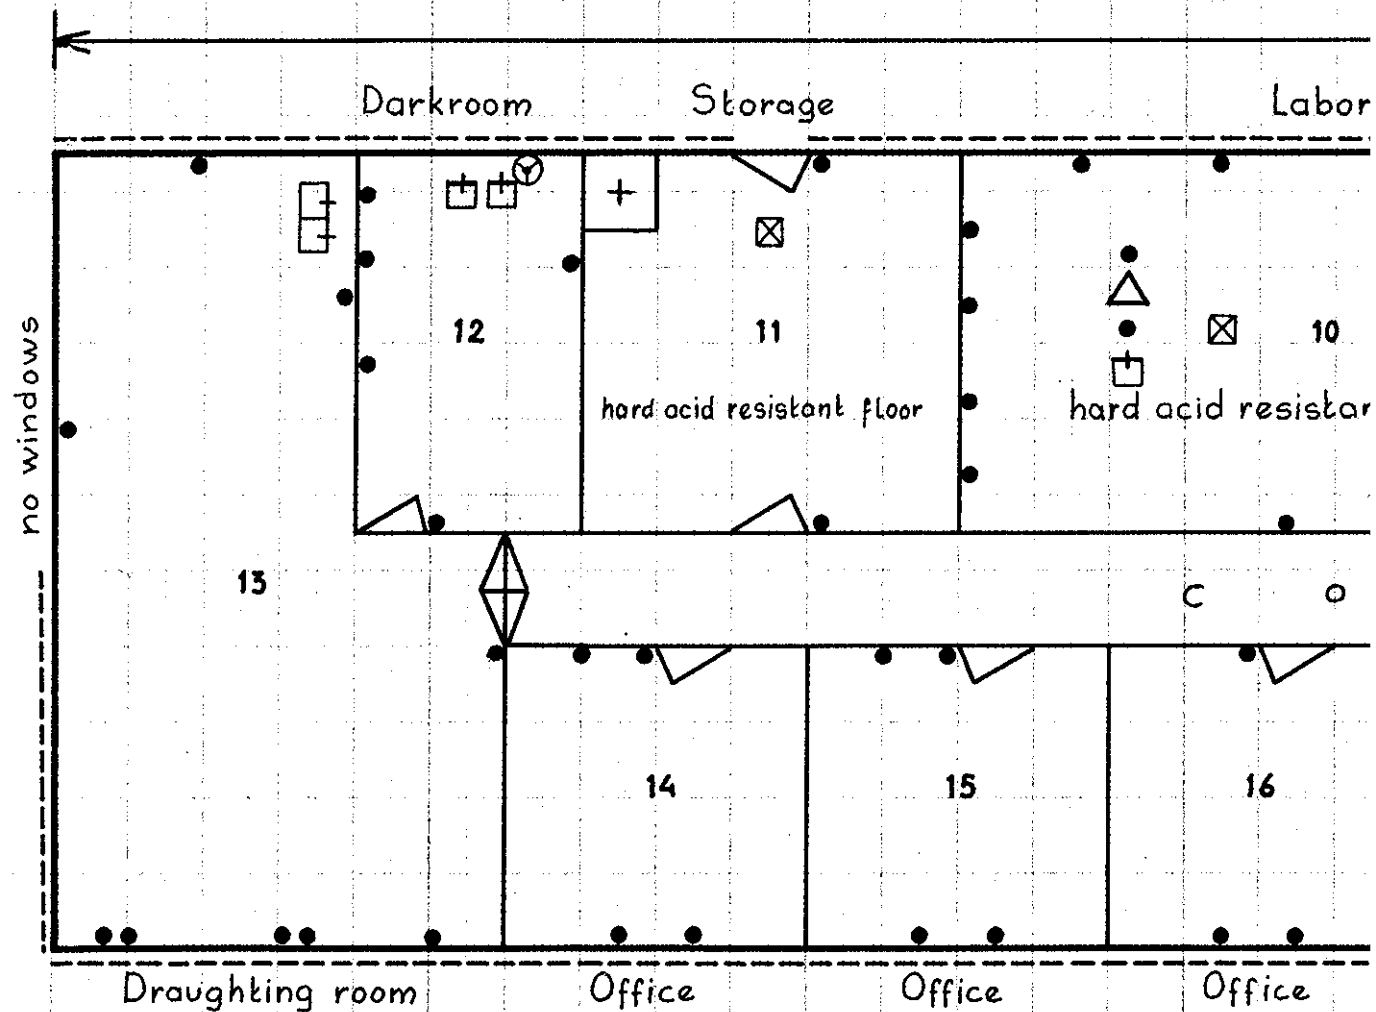 Darkroom
Storage
Labor
no windows
12
11
10
hard acid resistant floor
hard acid resistar
13
C
O
14
15
16
Draughting room
Office
Office
Office